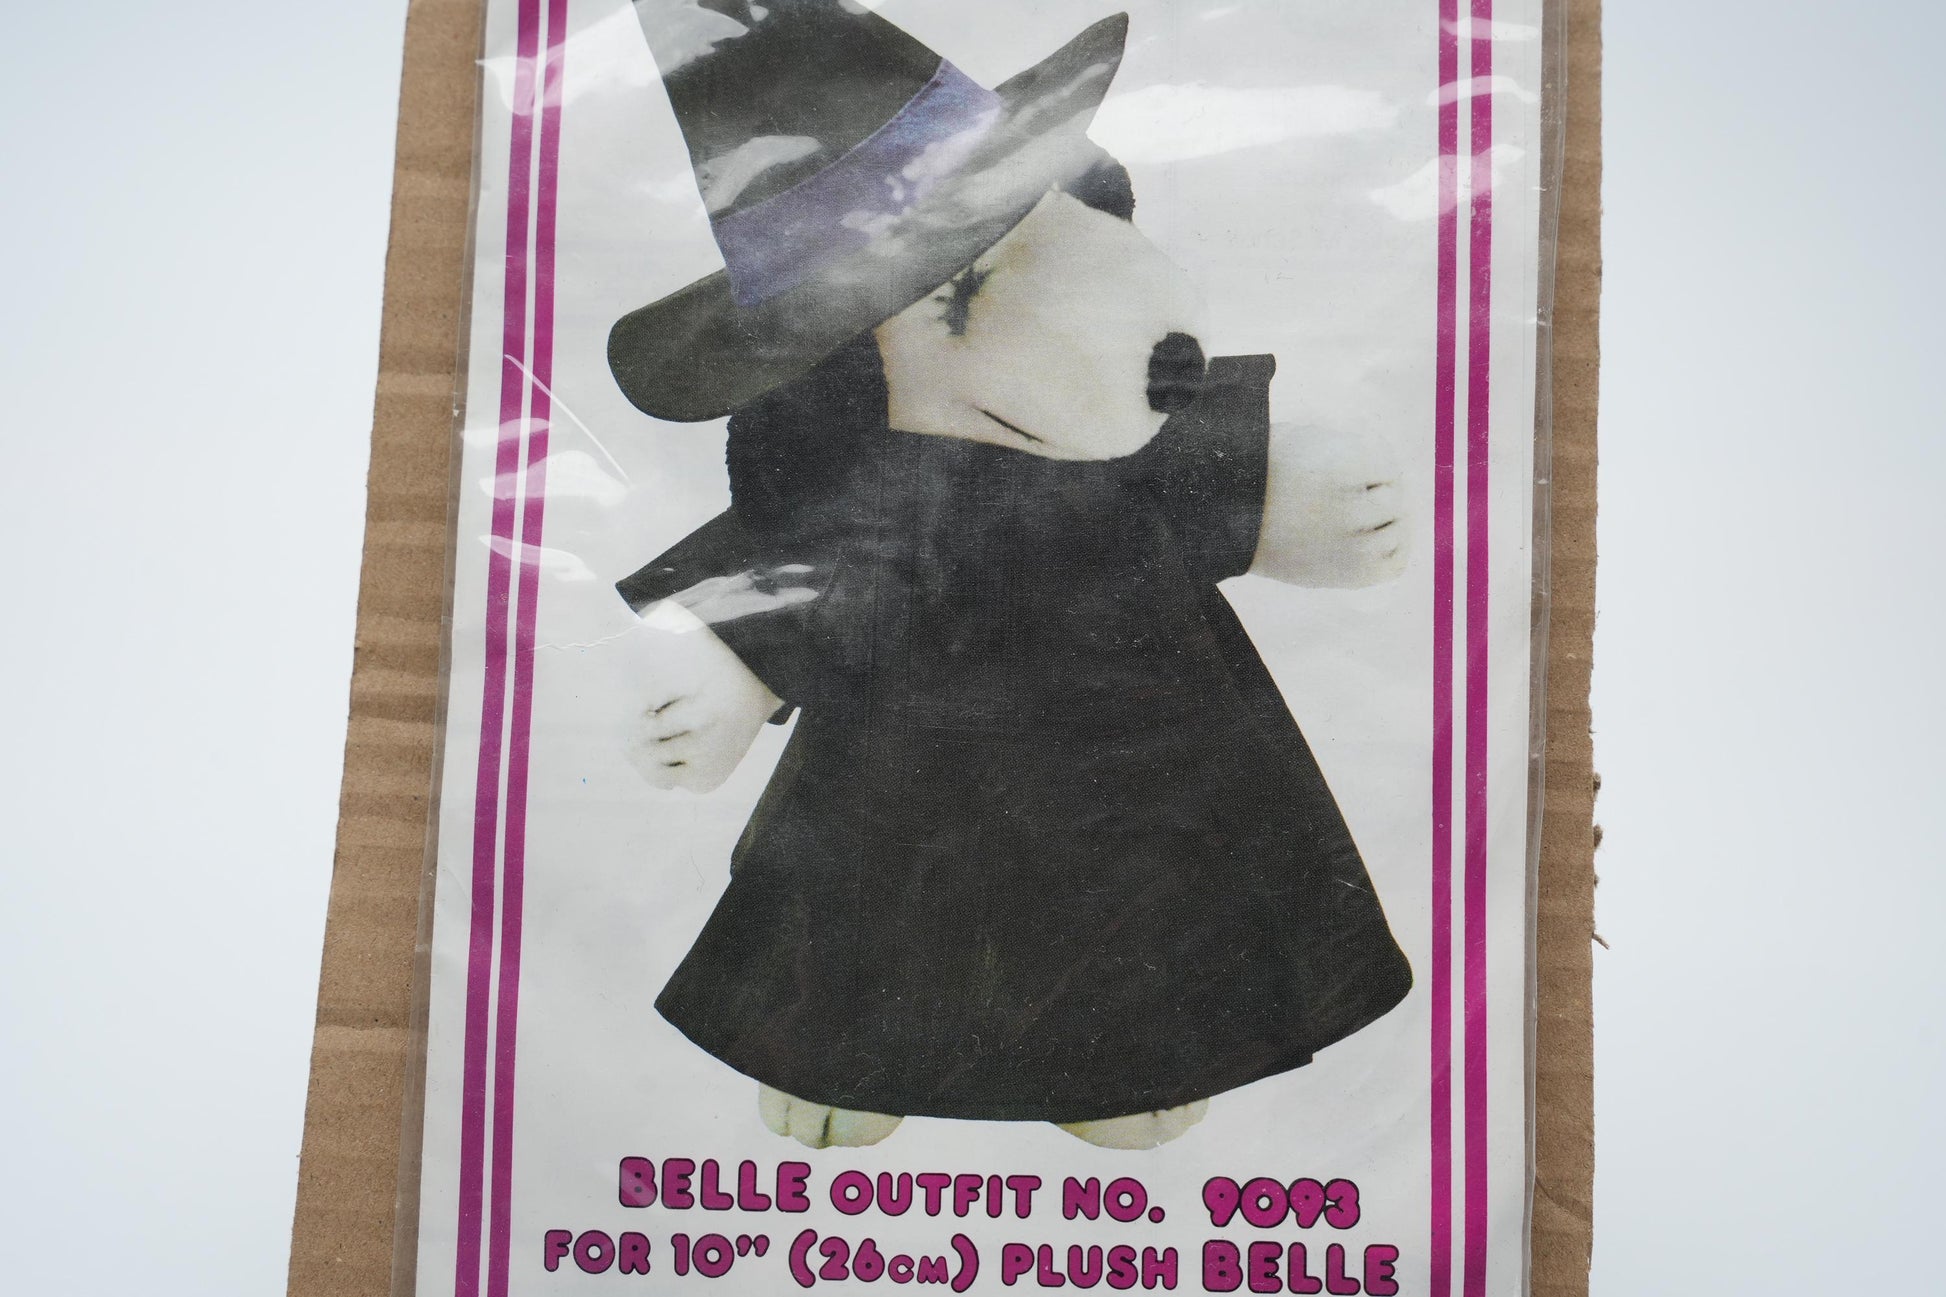 BELLE OUTFIT NO. 9093
FOR 10” (26CM) PLUSH BELLE